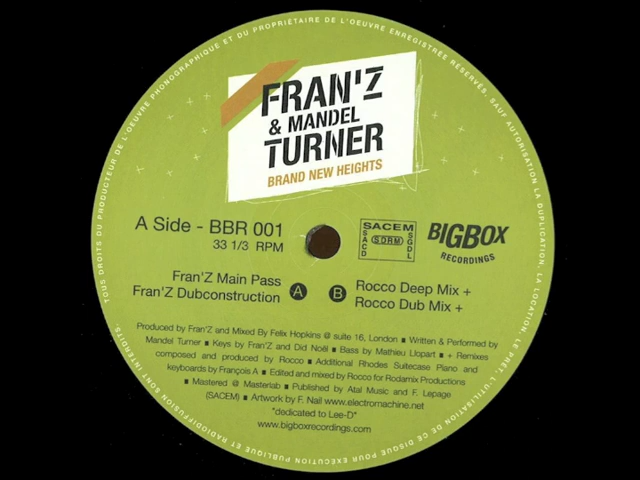 TOUS DROITS DU PRODUCTEUR DE L'OEUVRE PHONOGRAPHIQUE ET DU PROPRIÉTAIRE DE L'OEUVRE ENREGISTRÉE RÉSERVÉS. SAUF AUTORISATION LA DUPLICATION, LA LOCATION, LE PRÊT, L'UTILISATION DE CE DISQUE POUR EXÉCUTION PUBLIQUE ET RADIODIFFUSION SONT INTERDITS.
FRAN'Z
& MANDEL
TURNER
BRAND NEW HEIGHTS
A Side - BBR 001
33 1/3 RPM
SACEM
SACD
SDRM
SGDL
BIGBOX
RECORDINGS
Fran'Z Main Pass
Fran'Z Dubconstruction
A
B
Rocco Deep Mix +
Rocco Dub Mix +
Produced by Fran'Z and Mixed By Felix Hopkins @ suite 16, London ■ Written & Performed by
Mandel Turner ■ Keys by Fran'Z and Did Noël ■ Bass by Mathieu Llopart ■ + Remixes
composed and produced by Rocco ■ Additional Rhodes Suitecase Piano and
keyboards by François A ■ Edited and mixed by Rocco for Rodamix Productions
■ Mastered @ Masterlab ■ Published by Atal Music and F. Lepage
(SACEM) ■ Artwork by F. Nail www.electromachine.net
"dedicated to Lee-D"
www.bigboxrecordings.com